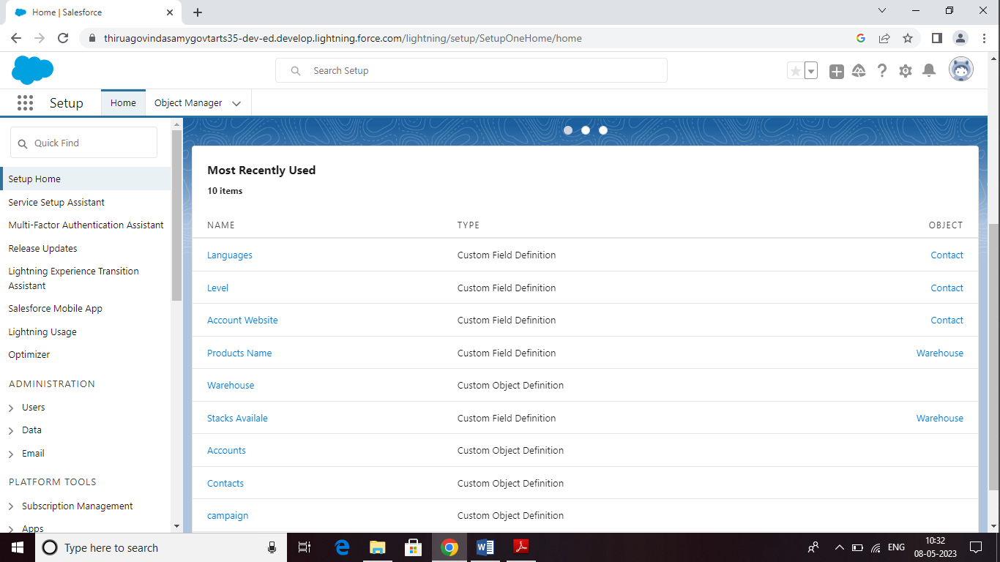 Home | Salesforce
thiruagovindasamygovtarts35-dev-ed.develop.lightning.force.com/lightning/setup/SetupOneHome/home
Search Setup
Setup
Home
Object Manager
Quick Find
Setup Home
Service Setup Assistant
Multi-Factor Authentication Assistant
Release Updates
Lightning Experience Transition
Assistant
Salesforce Mobile App
Lightning Usage
Optimizer
ADMINISTRATION
Users
Data
Email
PLATFORM TOOLS
Subscription Management
Apps
Most Recently Used
10 items
NAME TYPE OBJECT
Languages Custom Field Definition Contact
Level Custom Field Definition Contact
Account Website Custom Field Definition Contact
Products Name Custom Field Definition Warehouse
Warehouse Custom Object Definition
Stacks Availale Custom Field Definition Warehouse
Accounts Custom Object Definition
Contacts Custom Object Definition
campaign Custom Object Definition
Type here to search
ENG
10:32
08-05-2023